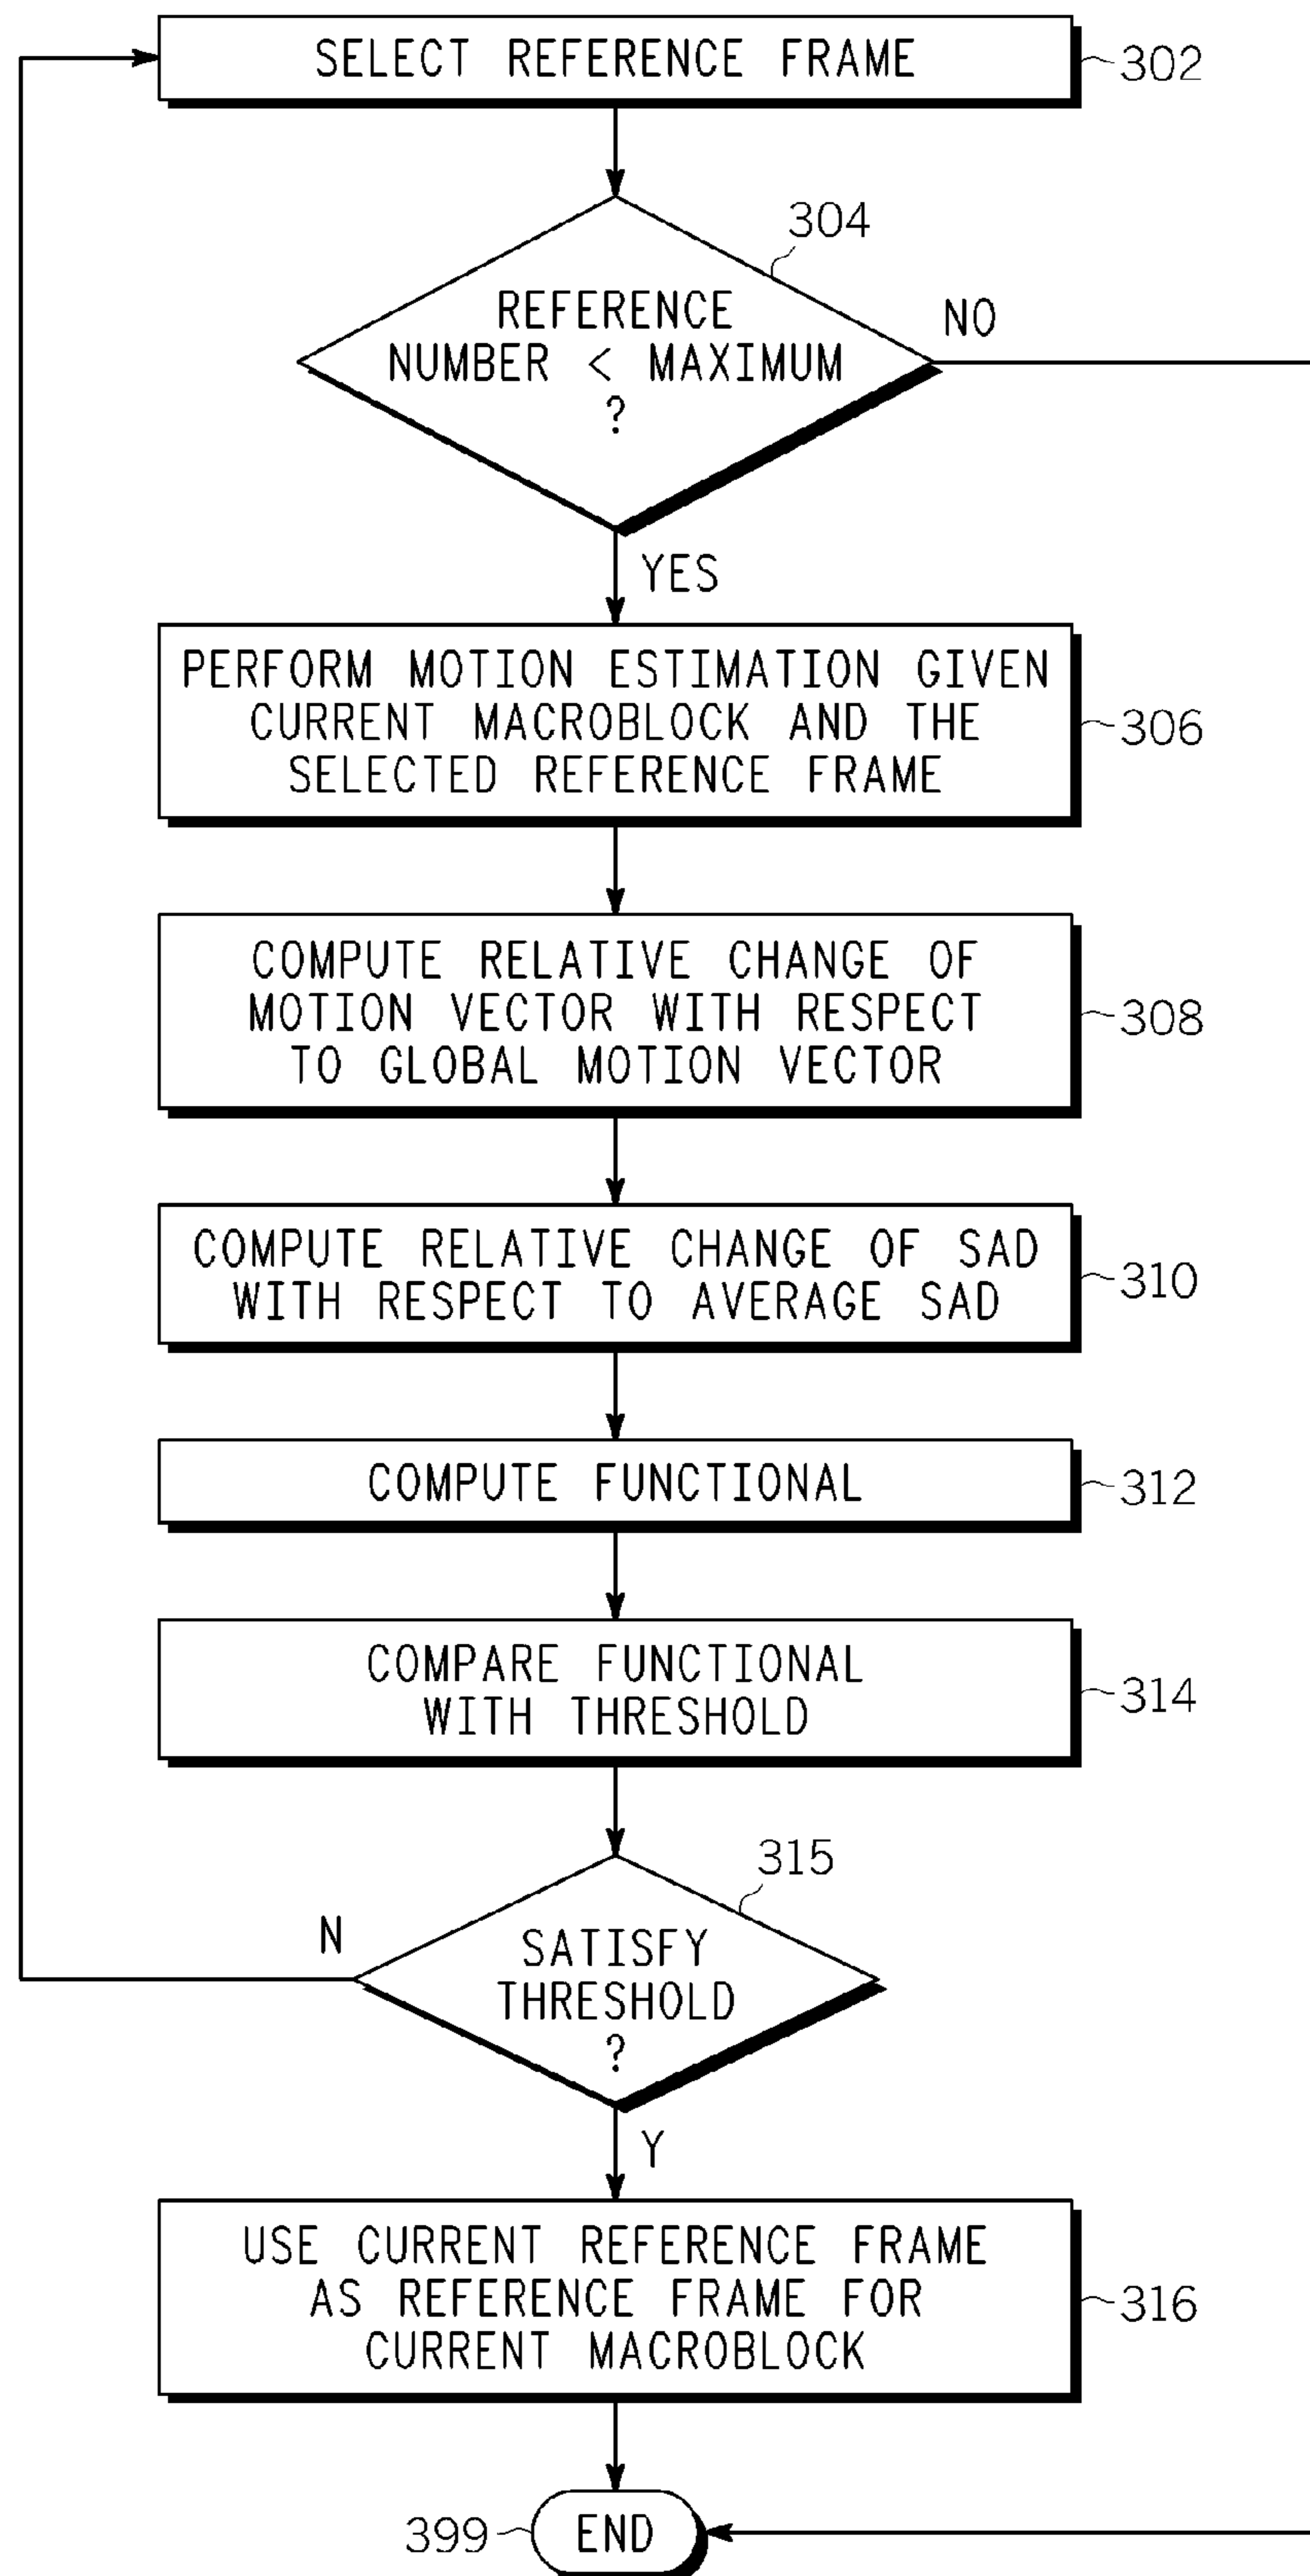 SELECT REFERENCE FRAME
302
304
REFERENCE
NUMBER < MAXIMUM
?
NO
YES
PERFORM MOTION ESTIMATION GIVEN
CURRENT MACROBLOCK AND THE
SELECTED REFERENCE FRAME
306
COMPUTE RELATIVE CHANGE OF
MOTION VECTOR WITH RESPECT
TO GLOBAL MOTION VECTOR
308
COMPUTE RELATIVE CHANGE OF SAD
WITH RESPECT TO AVERAGE SAD
310
COMPUTE FUNCTIONAL
312
COMPARE FUNCTIONAL
WITH THRESHOLD
314
315
N
SATISFY
THRESHOLD
?
Y
USE CURRENT REFERENCE FRAME
AS REFERENCE FRAME FOR
CURRENT MACROBLOCK
316
399
END